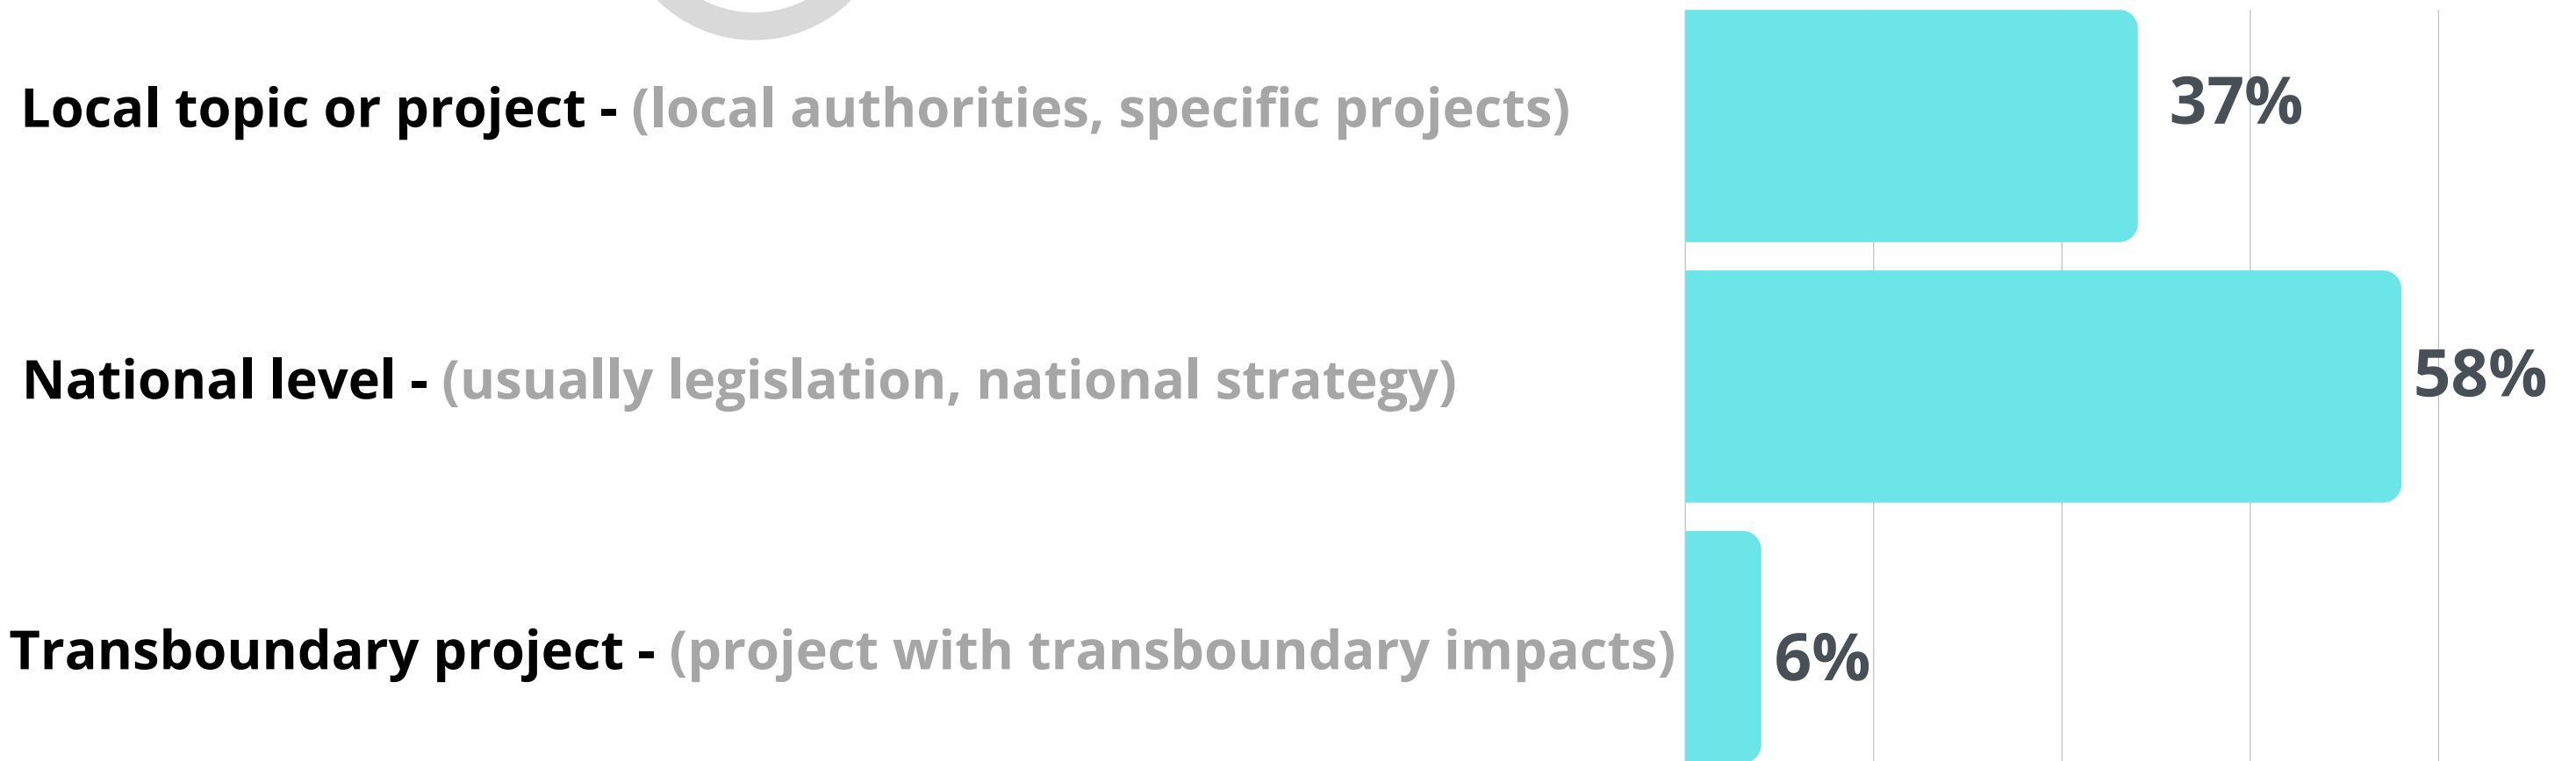 Local topic or project - (local authorities, specific projects) 37%
National level - (usually legislation, national strategy) 58%
Transboundary project - (project with transboundary impacts) 6%